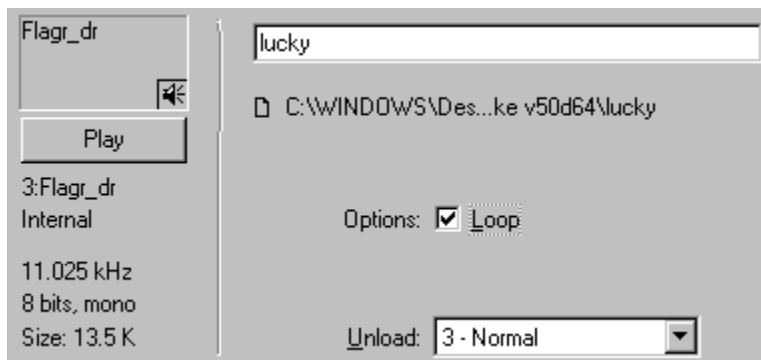 Flagr_dr
Play
3:Flagr_dr
Internal
11.025 kHz
8 bits, mono
Size: 13.5 K
lucky
C:\WINDOWS\Des...ke v50d64\lucky
Options: Loop
Unload: 3 - Normal